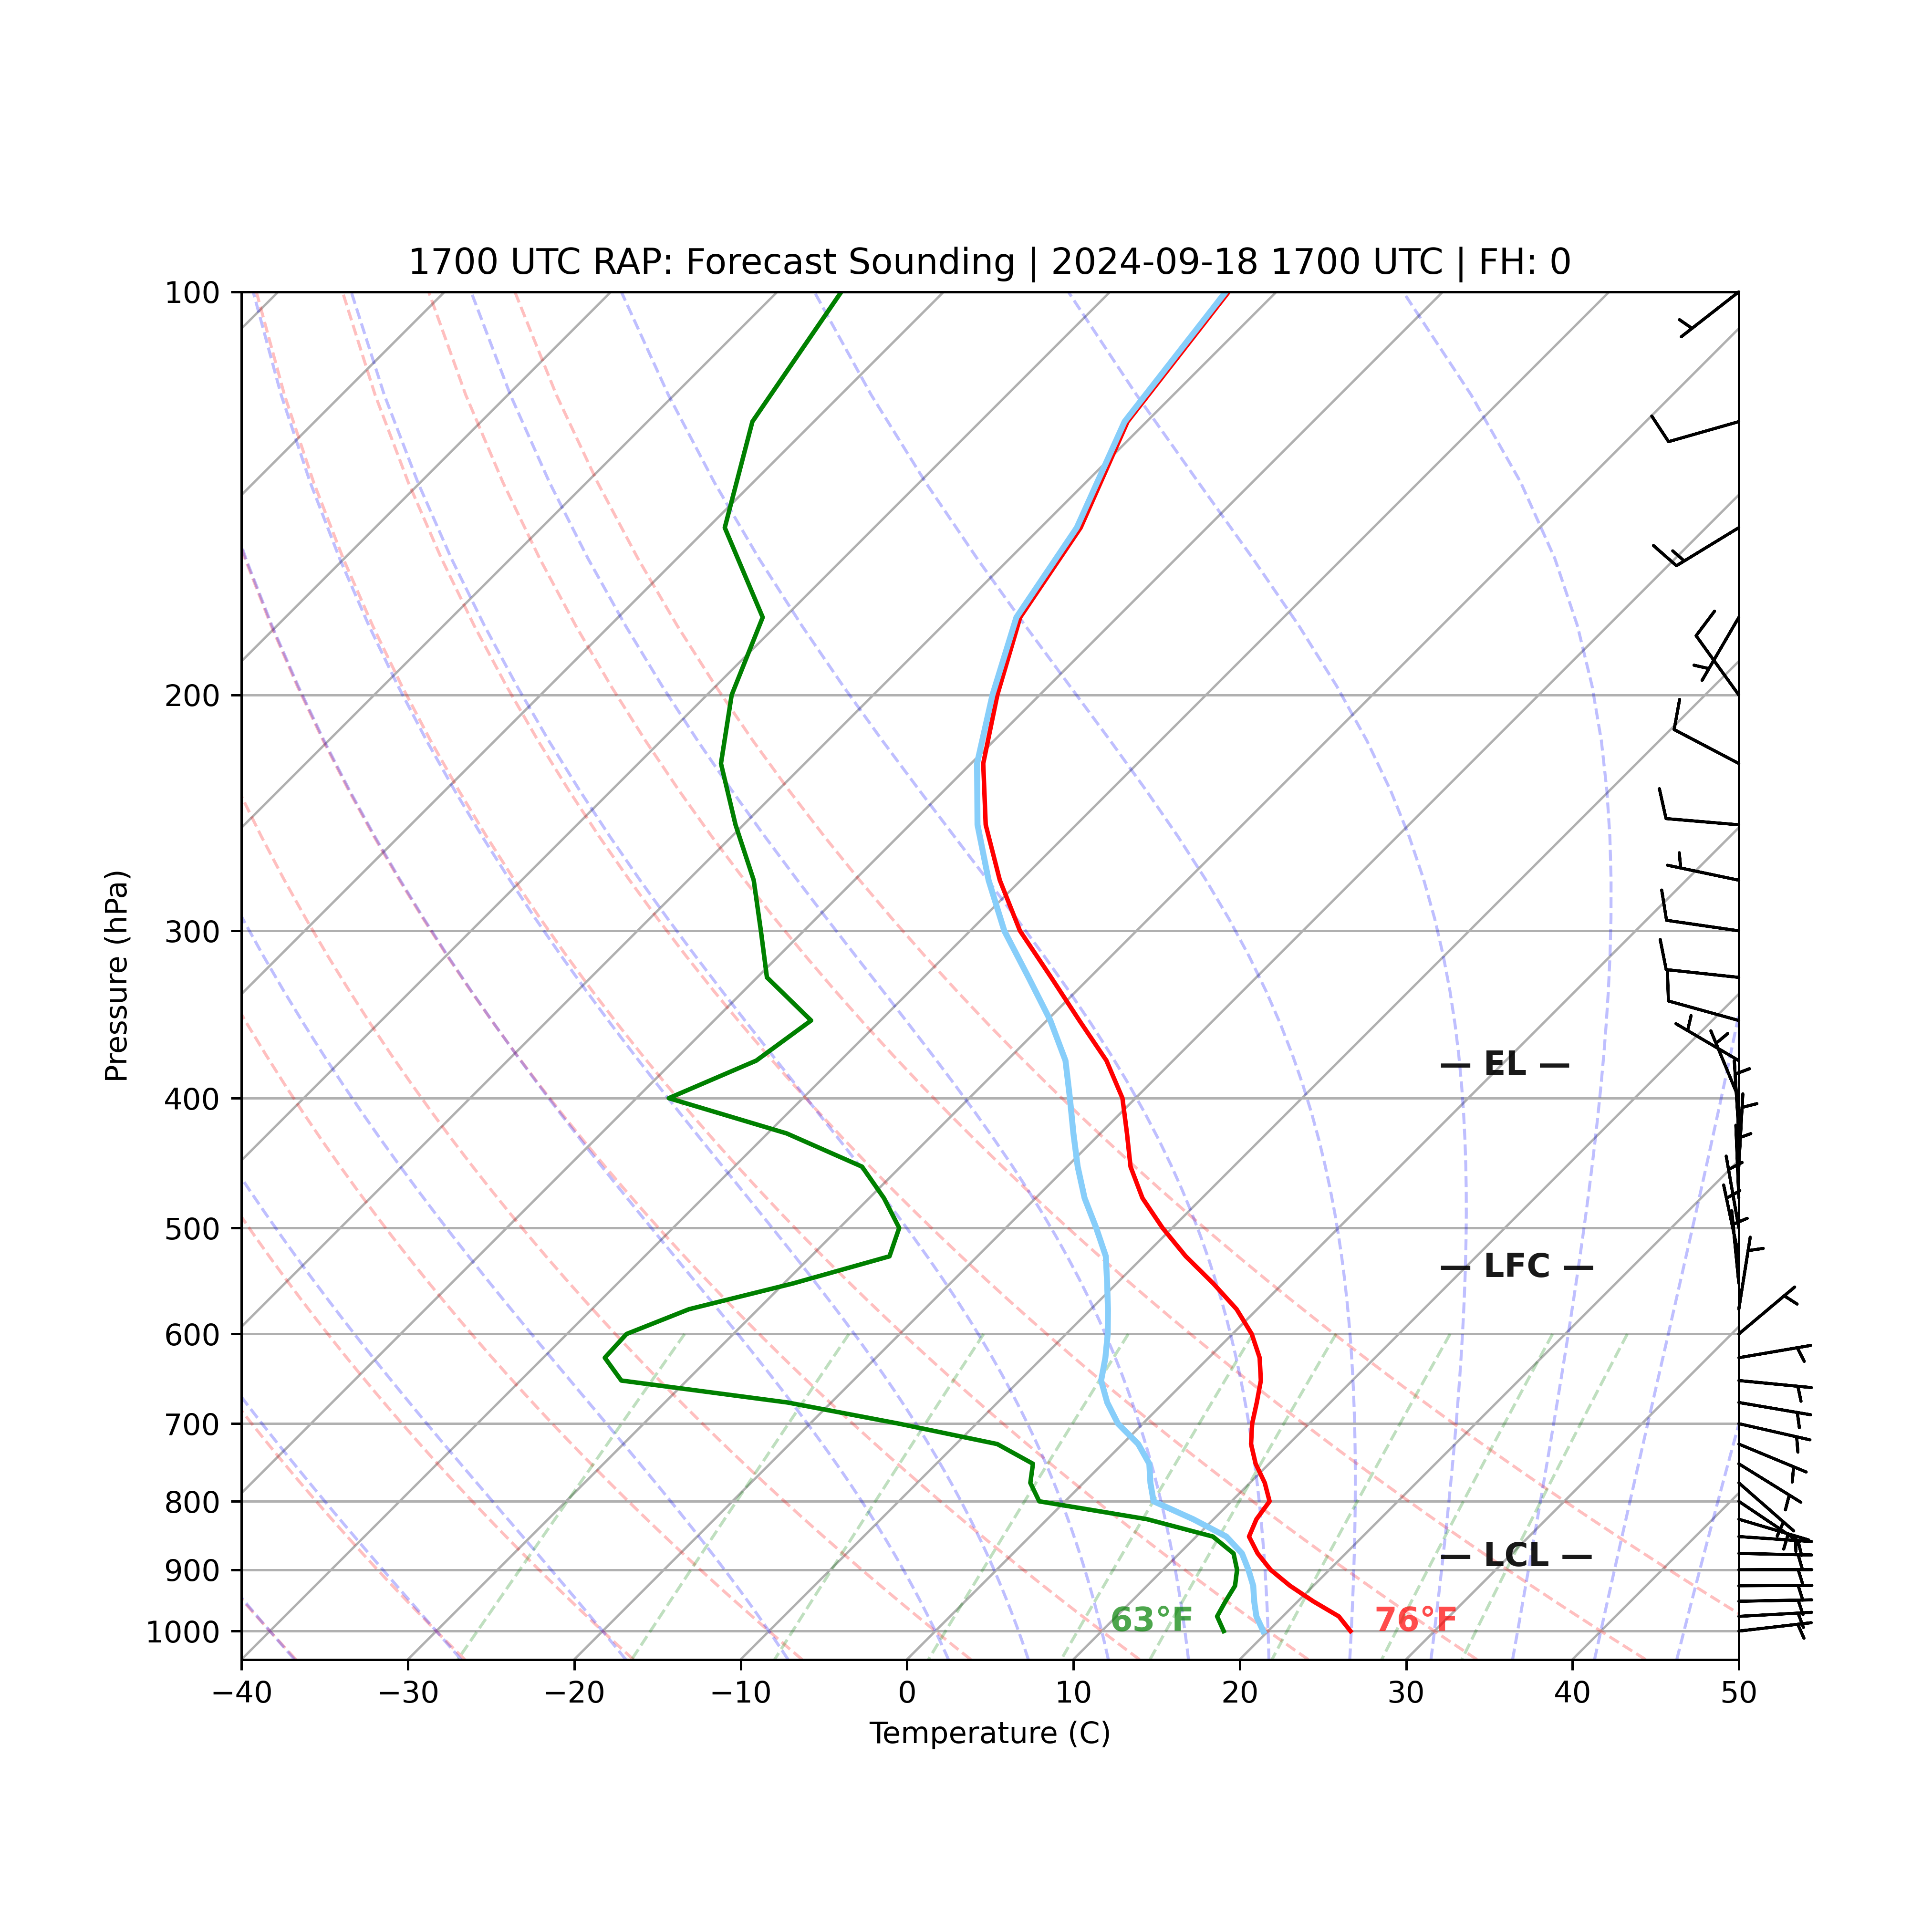 1700 UTC RAP: Forecast Sounding | 2024-09-18 1700 UTC | FH: 0
100
200
300
400
500
600
700
800
900
1000
Pressure (hPa)
— EL —
— LFC —
— LCL —
63°F
76°F
−40 −30 −20 −10 0 10 20 30 40 50
Temperature (C)